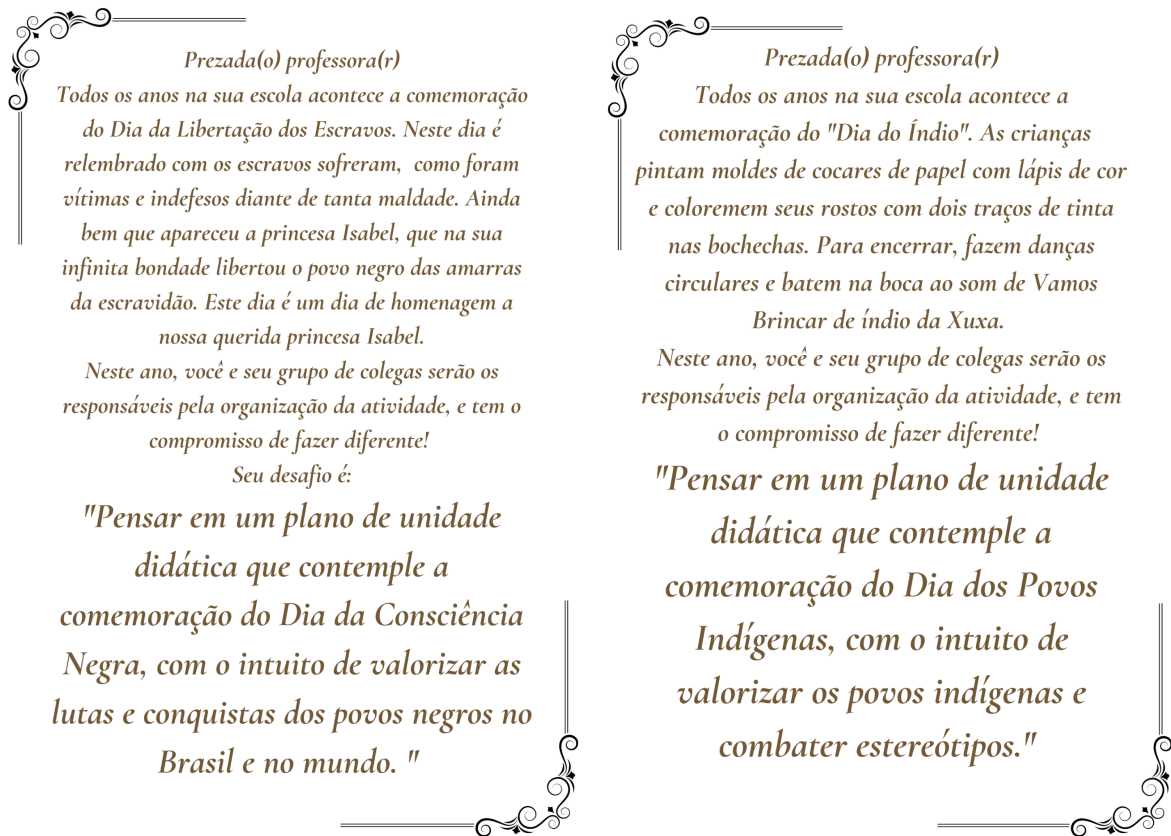 Prezada(o) professora(r)
Todos os anos na sua escola acontece a comemoração
do Dia da Libertação dos Escravos. Neste dia é
relembrado com os escravos sofreram, como foram
vítimas e indefesos diante de tanta maldade. Ainda
bem que apareceu a princesa Isabel, que na sua
infinita bondade libertou o povo negro das amarras
da escravidão. Este dia é um dia de homenagem a
nossa querida princesa Isabel.
Neste ano, você e seu grupo de colegas serão os
responsáveis pela organização da atividade, e tem o
compromisso de fazer diferente!
Seu desafio é:
"Pensar em um plano de unidade
didática que contemple a
comemoração do Dia da Consciência
Negra, com o intuito de valorizar as
lutas e conquistas dos povos negros no
Brasil e no mundo. "
Prezada(o) professora(r)
Todos os anos na sua escola acontece a
comemoração do "Dia do Índio". As crianças
pintam moldes de cocares de papel com lápis de cor
e coloremem seus rostos com dois traços de tinta
nas bochechas. Para encerrar, fazem danças
circulares e batem na boca ao som de Vamos
Brincar de índio da Xuxa.
Neste ano, você e seu grupo de colegas serão os
responsáveis pela organização da atividade, e tem
o compromisso de fazer diferente!
"Pensar em um plano de unidade
didática que contemple a
comemoração do Dia dos Povos
Indígenas, com o intuito de
valorizar os povos indígenas e
combater estereótipos."